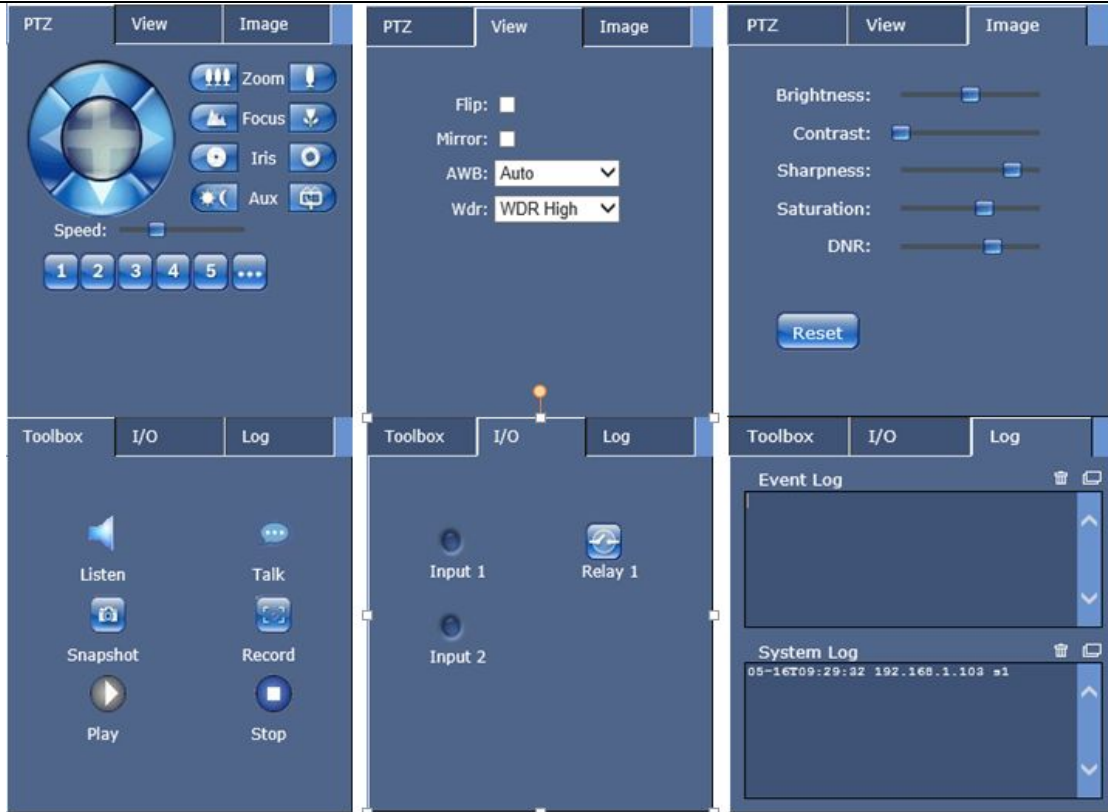 PTZ View Image
Zoom
Focus
Iris
Aux
Speed:
1 2 3 4 5 ...
PTZ View Image
Flip:
Mirror:
AWB: Auto
Wdr: WDR High
PTZ View Image
Brightness:
Contrast:
Sharpness:
Saturation:
DNR:
Reset
Toolbox I/O Log
Listen Talk
Snapshot Record
Play Stop
Toolbox I/O Log
Input 1 Relay 1
Input 2
Toolbox I/O Log
Event Log
System Log
05-16T09:29:32 192.168.1.103 s1